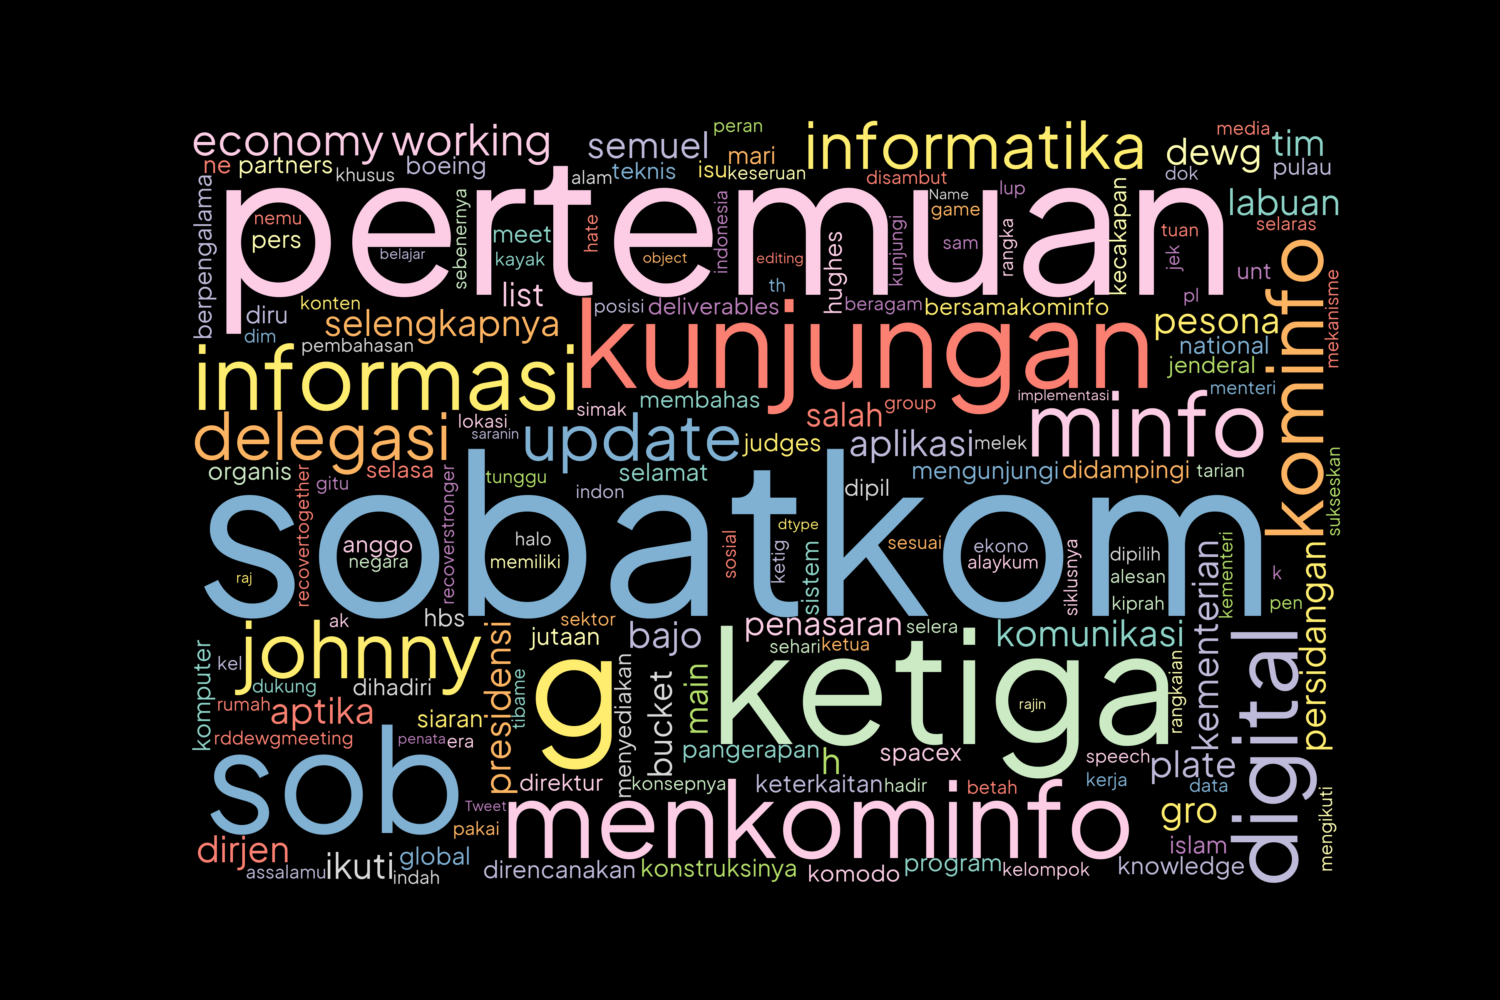 economy working
semuel
peran
informatika
media
dewg
tim
ne
partners
khusus
boeing
alam
teknis
isu
mari
keseruan
disambut
dok
pulau
berpengalama
pertemuan
nemu
pers
belajar
sebenernya
meet
kayak
hate
object
indonesia
editing
th
hughes
kunjungi
Name
game
sam
lup
rangka
kecakapan
tuan
jek
labuan
selaras
unt
pl
kominfo
mekanisme
konten
diru
dim
list
selengkapnya
pembahasan
posisi
deliverables
beragam
bersamakominfo
pesona
national
jenderal
menteri
informasi
kunjungan
simak
membahas
salah
group
implementasi
minfo
delegasi
lokasi
saranin
update
judges
aplikasi
melek
organis
selasa
gitu
tunggu
selamat
indon
dipil
mengunjungi
didampingi
tarian
sukseskan
recovertogether
recoverstronger
sobatkom
raj
anggo
negara
halo
memiliki
sosial
dtype
ketig
sistem
sesuai
ekono
alaykum
siklusnya
dipilih
alesan
kiprah
kementerian
kementeri
k
pen
persidangan
ak
hbs
sektor
jutaan
bajo
penasaran
selera
sehari
ketua
komunikasi
komputer
kel
johnny
dukung
dihadiri
rumah
aptika
siaran
presidensi
tibame
g
menyediakan
bucket
main
ketiga
rajin
rangkaian
digital
rddewgmeeting
penata
era
pangerapan
h
spacex
speech
plate
sob
Tweet
direktur
konsepnya
keterkaitan
hadir
betah
kerja
data
pakai
menkominfo
gro
mengikuti
dirjen
assalamu
ikuti
global
indah
direncanakan
konstruksinya
komodo
program
kelompok
knowledge
islam